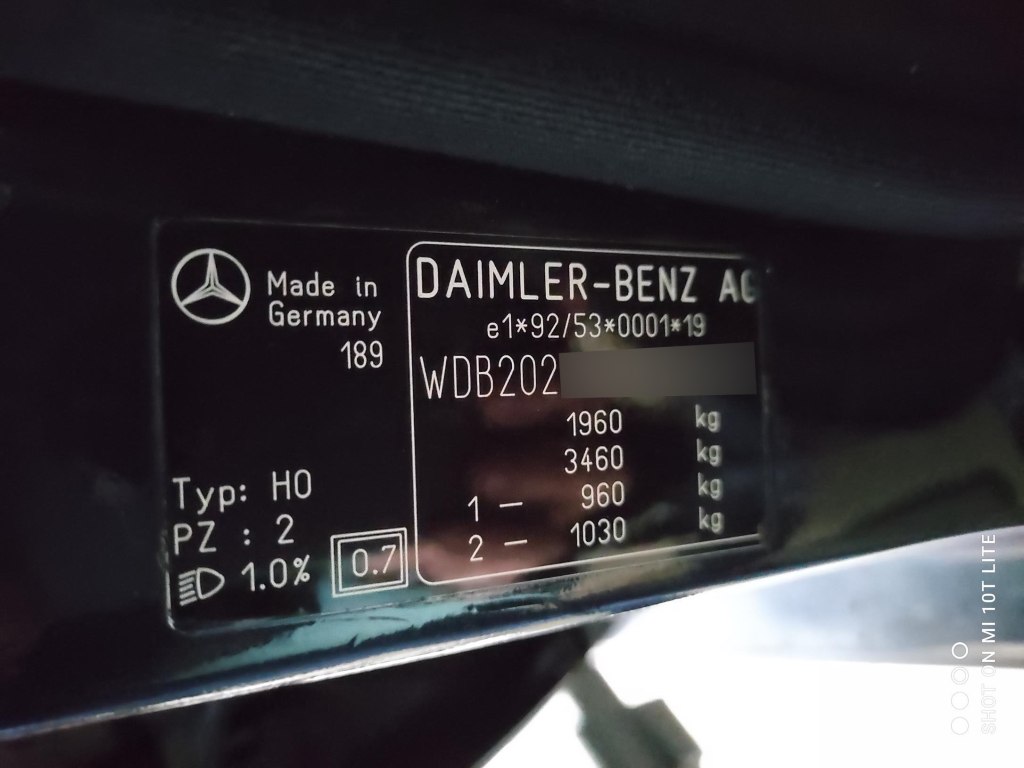 Made in
Germany
189
Typ: HO
PZ : 2
1.0%
0.7
DAIMLER-BENZ AG
e1*92/53*0001*19
WDB202
1960 kg
3460 kg
1 – 960 kg
2 – 1030 kg
SHOT ON MI 10T LITE